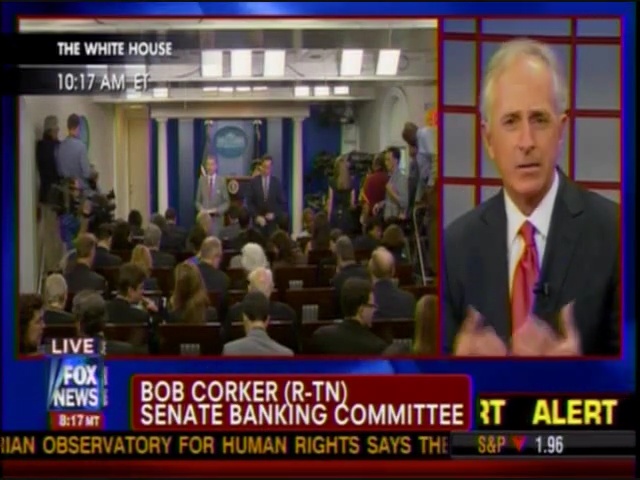 THE WHITE HOUSE
10:17 AM ET
LIVE
FOX
NEWS
8:17 MT
BOB CORKER (R-TN)
SENATE BANKING COMMITTEE
RT ALERT
RIAN OBSERVATORY FOR HUMAN RIGHTS SAYS THE
S&P ▼ 1.96